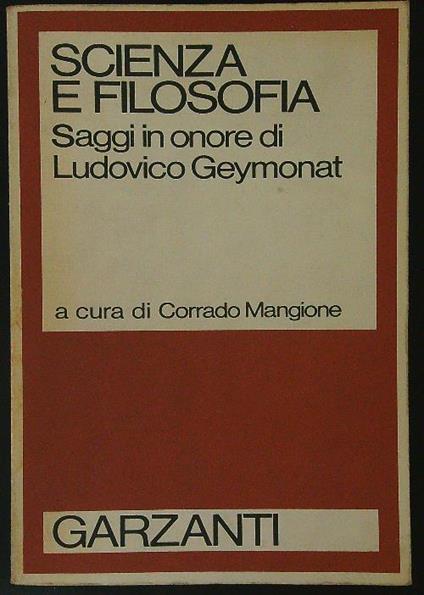 SCIENZA
E FILOSOFIA
Saggi in onore di
Ludovico Geymonat
a cura di Corrado Mangione
GARZANTI